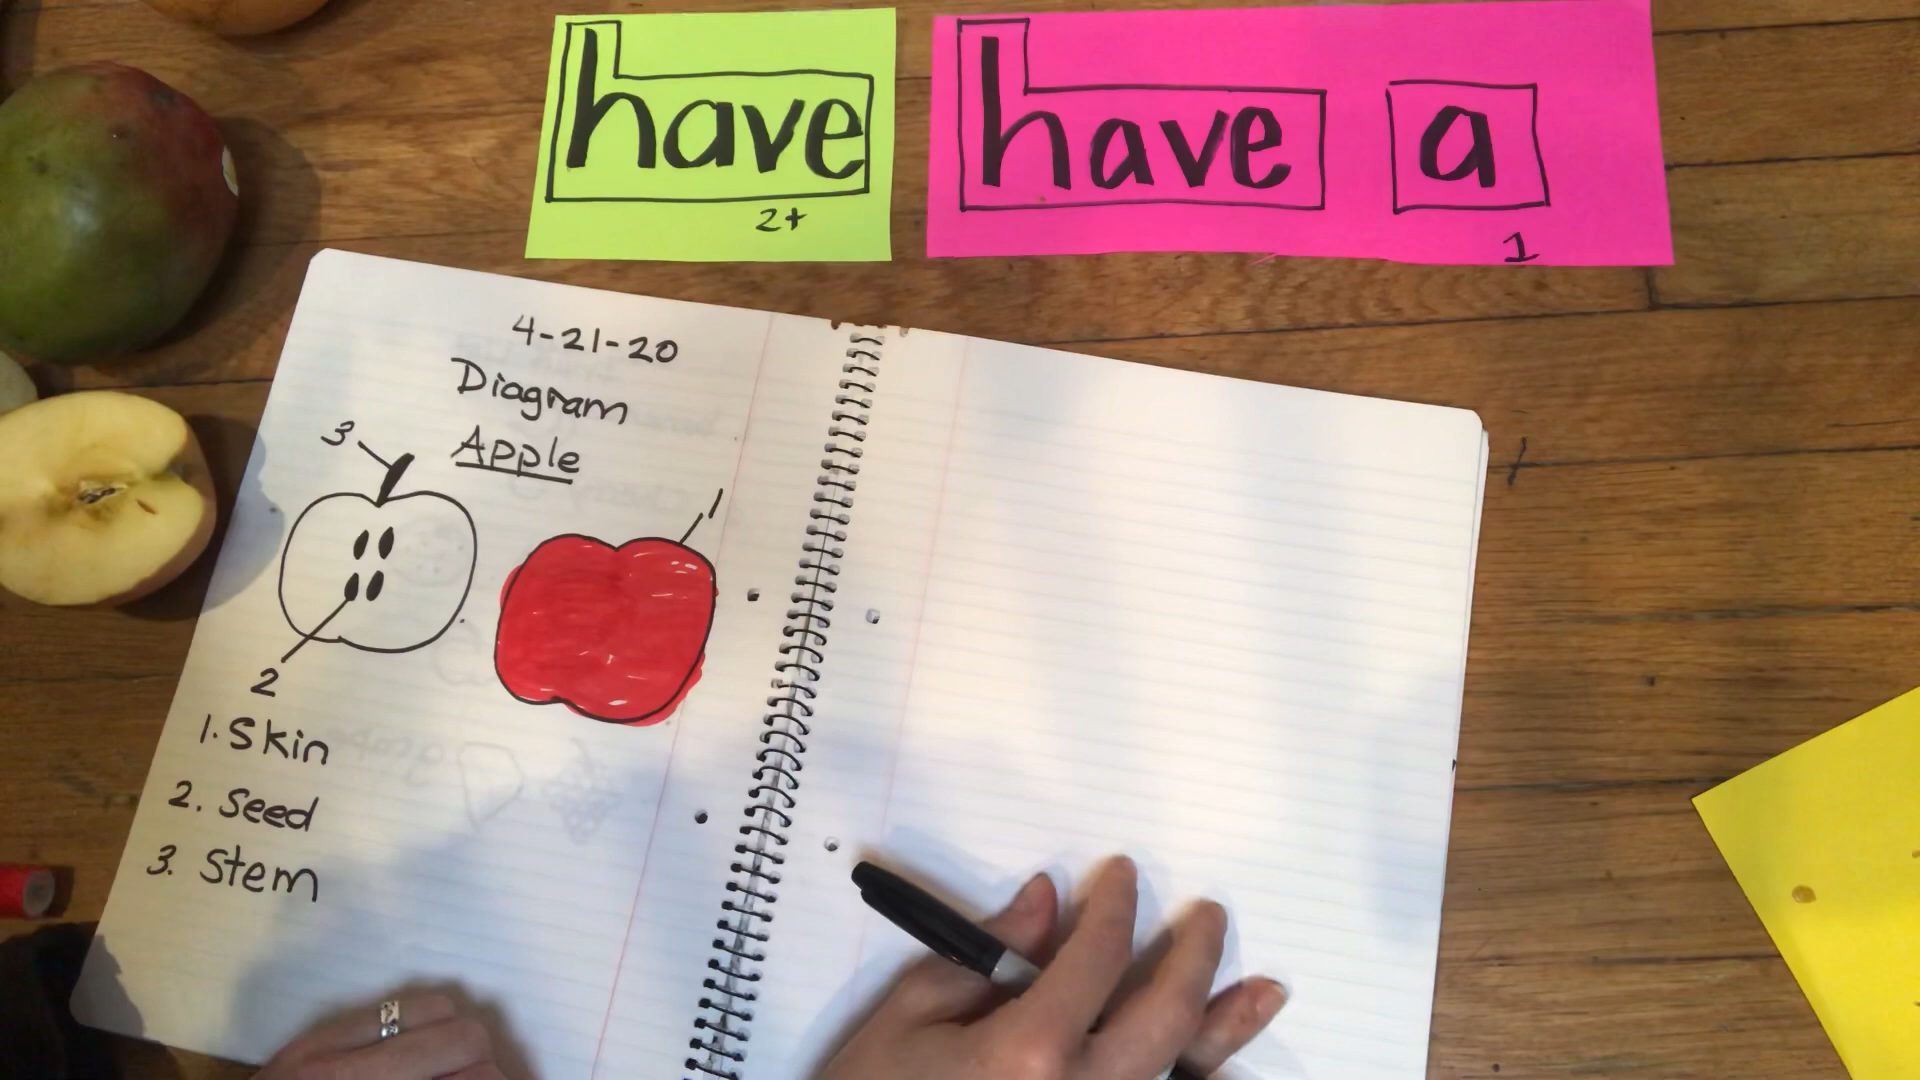 have
2+
have a
1
4-21-20
Diagram
Apple
3
1
2
1. Skin
2. Seed
3. Stem